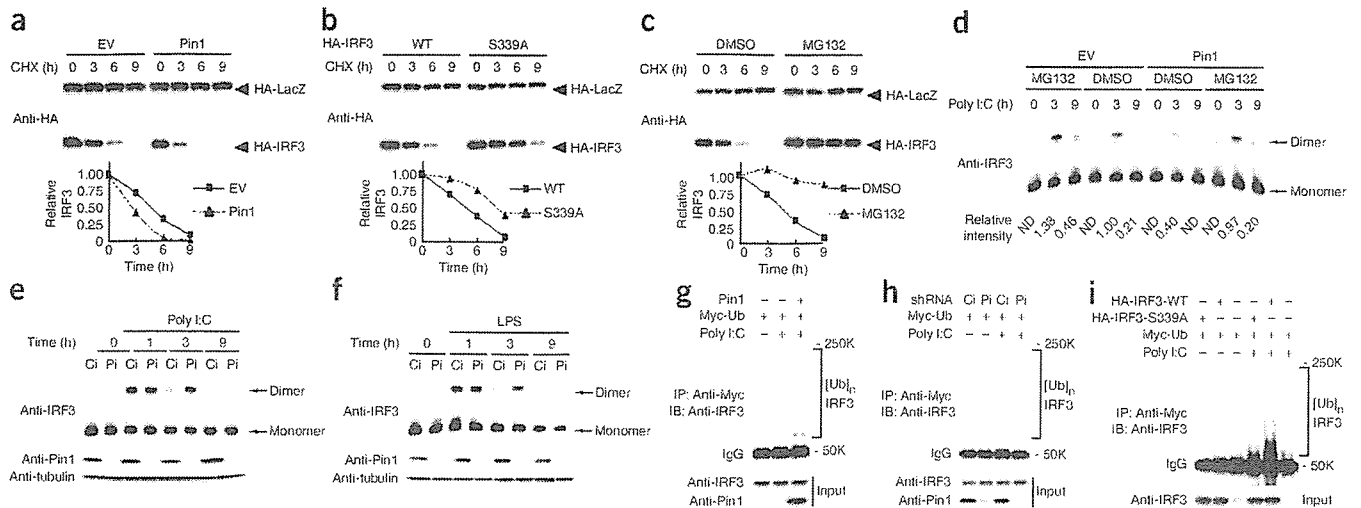 a
EV Pin1
CHX (h) 0 3 6 9 0 3 6 9
HA-LacZ
Anti-HA
HA-IRF3
Relative IRF3
1.00
0.75
0.50
0.25
0
EV
Pin1
0 3 6 9
Time (h)
b
HA-IRF3 WT S339A
CHX (h) 0 3 6 9 0 3 6 9
HA-LacZ
Anti-HA
HA-IRF3
Relative IRF3
1.00
0.75
0.50
0.25
0
WT
S339A
0 3 6 9
Time (h)
c
DMSO MG132
CHX (h) 0 3 6 9 0 3 6 9
HA-LacZ
Anti-HA
HA-IRF3
Relative IRF3
1.00
0.75
0.50
0.25
0
DMSO
MG132
0 3 6 9
Time (h)
d
EV Pin1
MG132 DMSO DMSO MG132
Poly I:C (h) 0 3 9 0 3 9 0 3 9 0 3 9
Dimer
Anti-IRF3
Monomer
Relative intensity ND 1.33 0.46 ND 1.00 0.21 ND 0.40 ND ND 0.97 0.20
e
Poly I:C
Time (h) 0 1 3 9
Ci Pi Ci Pi Ci Pi Ci Pi
Dimer
Anti-IRF3
Monomer
Anti-Pin1
Anti-tubulin
f
LPS
Time (h) 0 1 3 9
Ci Pi Ci Pi Ci Pi Ci Pi
Dimer
Anti-IRF3
Monomer
Anti-Pin1
Anti-tubulin
g
Pin1 – – +
Myc-Ub + + +
Poly I:C – + +
- 250K
IP: Anti-Myc
IB: Anti-IRF3
[Ub]n IRF3
IgG
- 50K
Anti-IRF3
Anti-Pin1
Input
h
shRNA Ci Pi Ci Pi
Myc-Ub + + + +
Poly I:C – – + +
- 250K
IP: Anti-Myc
IB: Anti-IRF3
[Ub]n IRF3
IgG
- 50K
Anti-IRF3
Anti-Pin1
Input
i
HA-IRF3-WT
HA-IRF3-S339A
Myc-Ub
Poly I:C
- 250K
IP: Anti-Myc
IB: Anti-IRF3
[Ub]n IRF3
IgG
- 50K
Anti-IRF3
Input